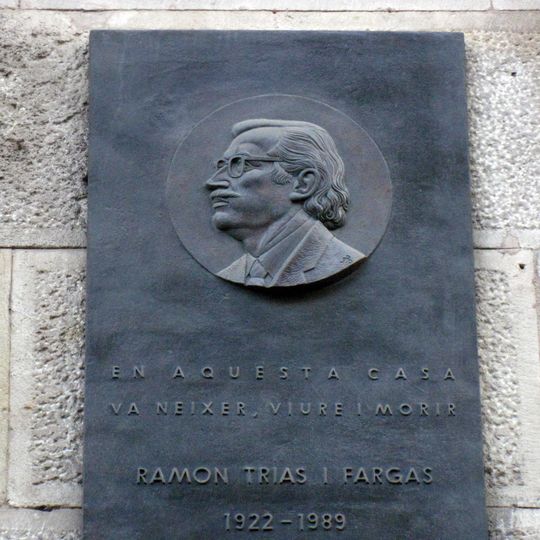 EN AQUESTA CASA
VA NEIXER, VIURE I MORIR
RAMON TRIAS I FARGAS
1922-1989